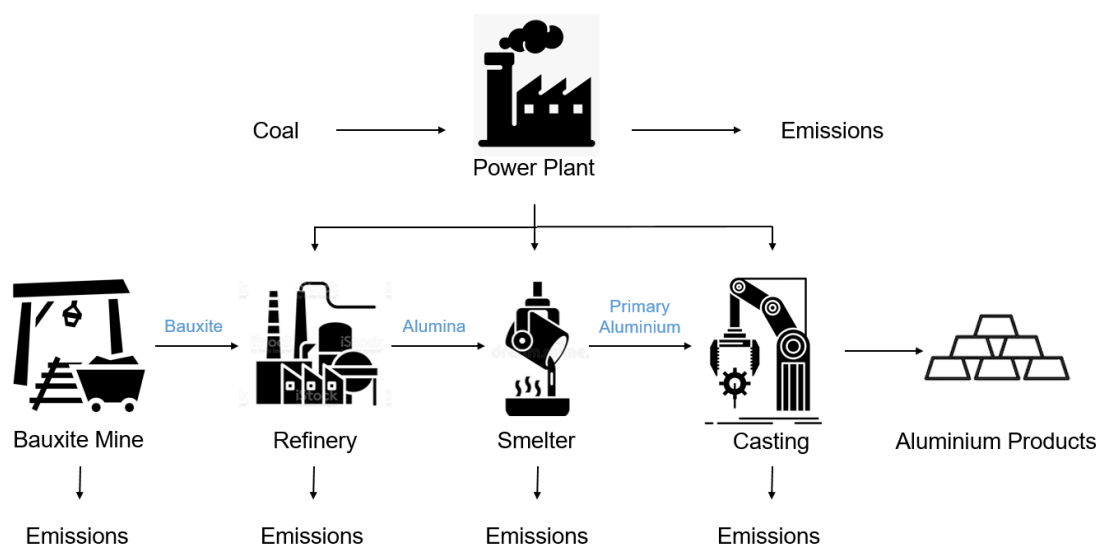 Coal
Emissions
Power Plant
Bauxite
Alumina
Primary
Aluminium
iStock
Bauxite Mine
Refinery
Smelter
Casting
Aluminium Products
Emissions
Emissions
Emissions
Emissions